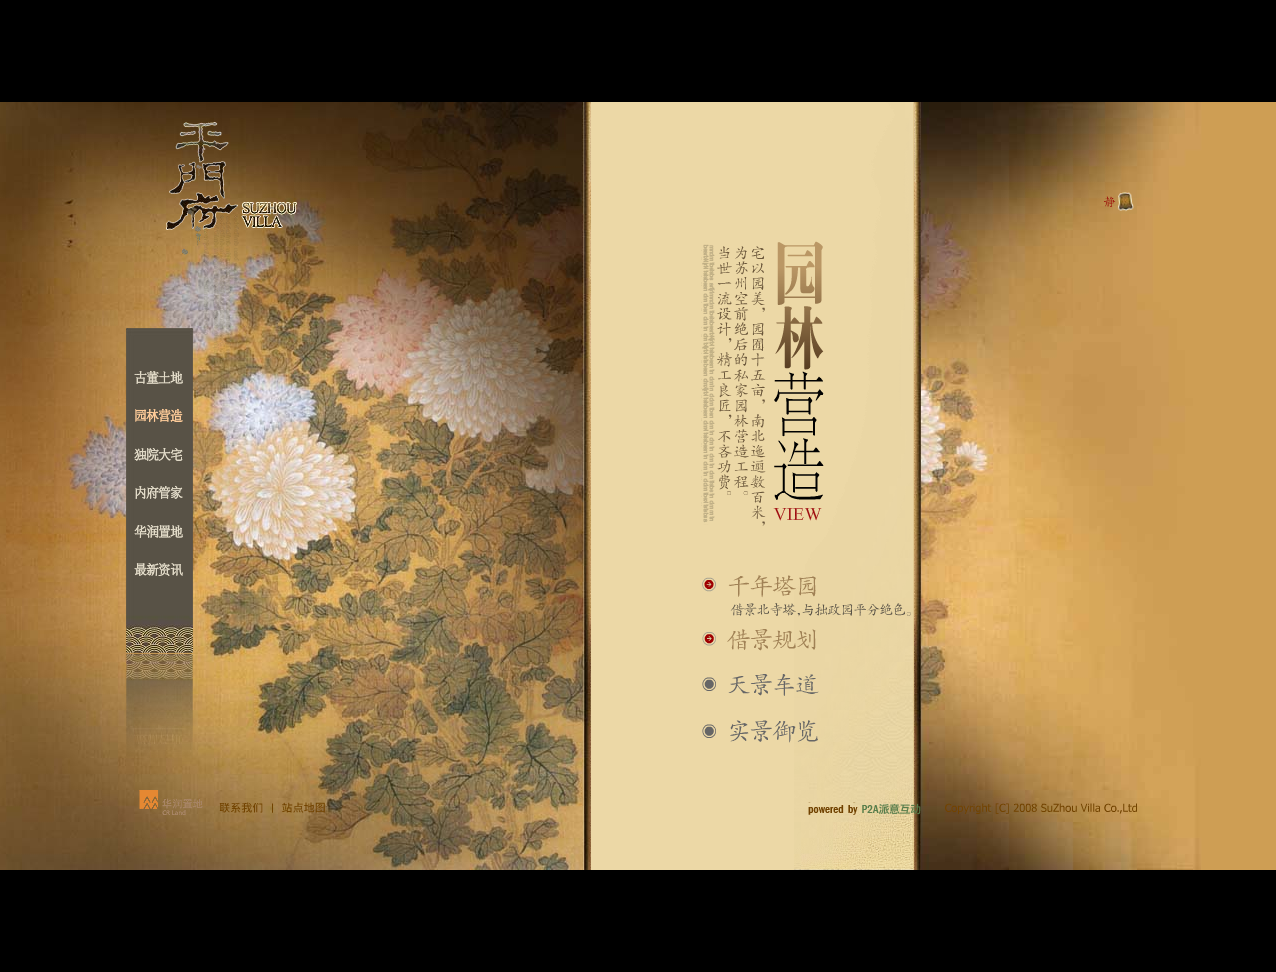 平門府
SUZHOU
VILLA
静
古董土地
园林营造
独院大宅
内府管家
华润置地
最新资讯
园林营造
VIEW
宅以园美，园囿十五亩，南北迤逦数百米，
为苏州空前绝后的私家园林营造工程。
当世一流设计，精工良匠，不吝功费。
千年塔园
借景北寺塔,与拙政园平分绝色。
借景规划
天景车道
实景御览
华润置地
CR Land
联系我们 | 站点地图
powered by P2A派意互动
Copyright [C] 2008 SuZhou Villa Co.,Ltd